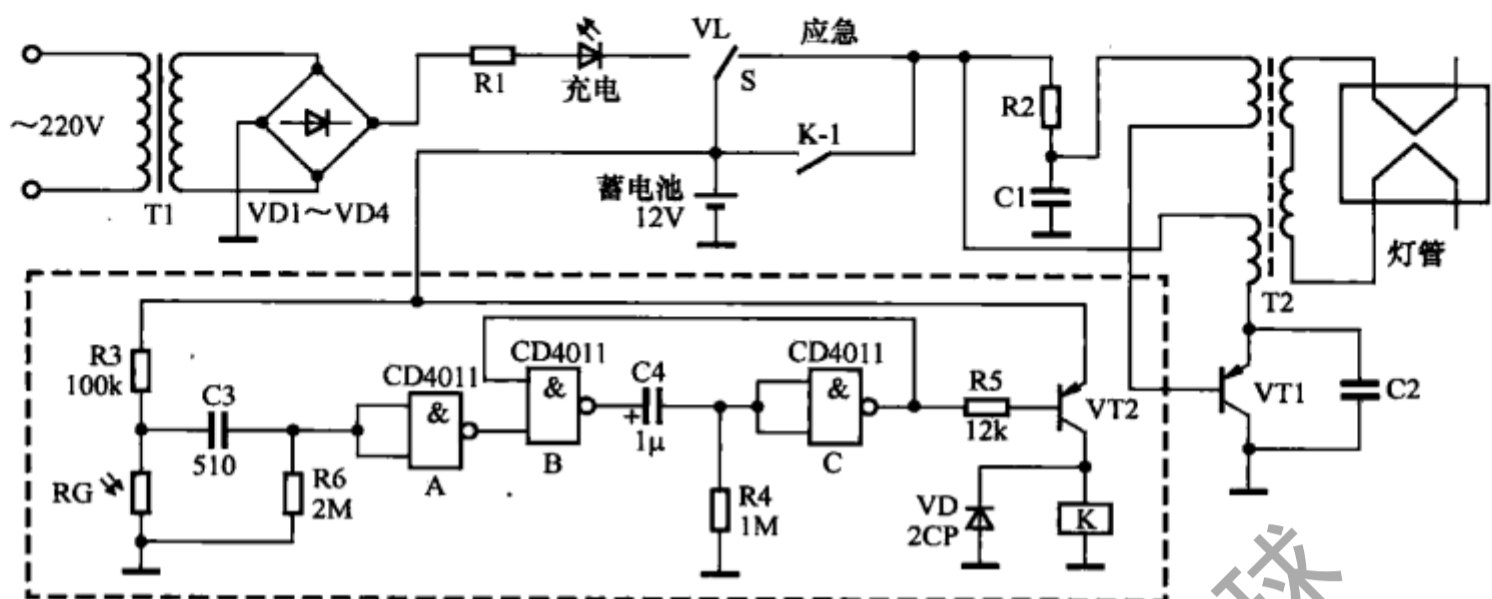 ~220V
T1
VD1~VD4
R1
充电
VL
S
应急
K-1
蓄电池
12V
R2
C1
T2
灯管
VT1
C2
R3
100k
RG
C3
510
R6
2M
CD4011
&
A
CD4011
&
B
C4
+
1μ
R4
1M
CD4011
&
C
R5
12k
VT2
VD
2CP
K
球